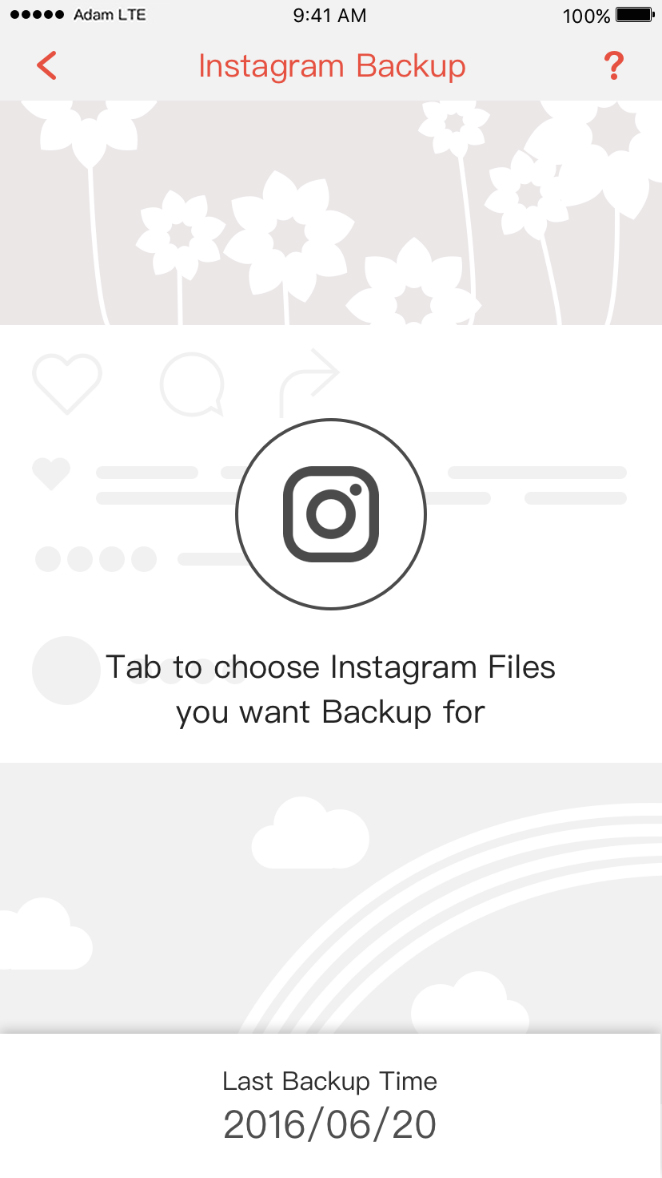 Adam LTE
9:41 AM
100%
Instagram Backup
?
Tab to choose Instagram Files
you want Backup for
Last Backup Time
2016/06/20